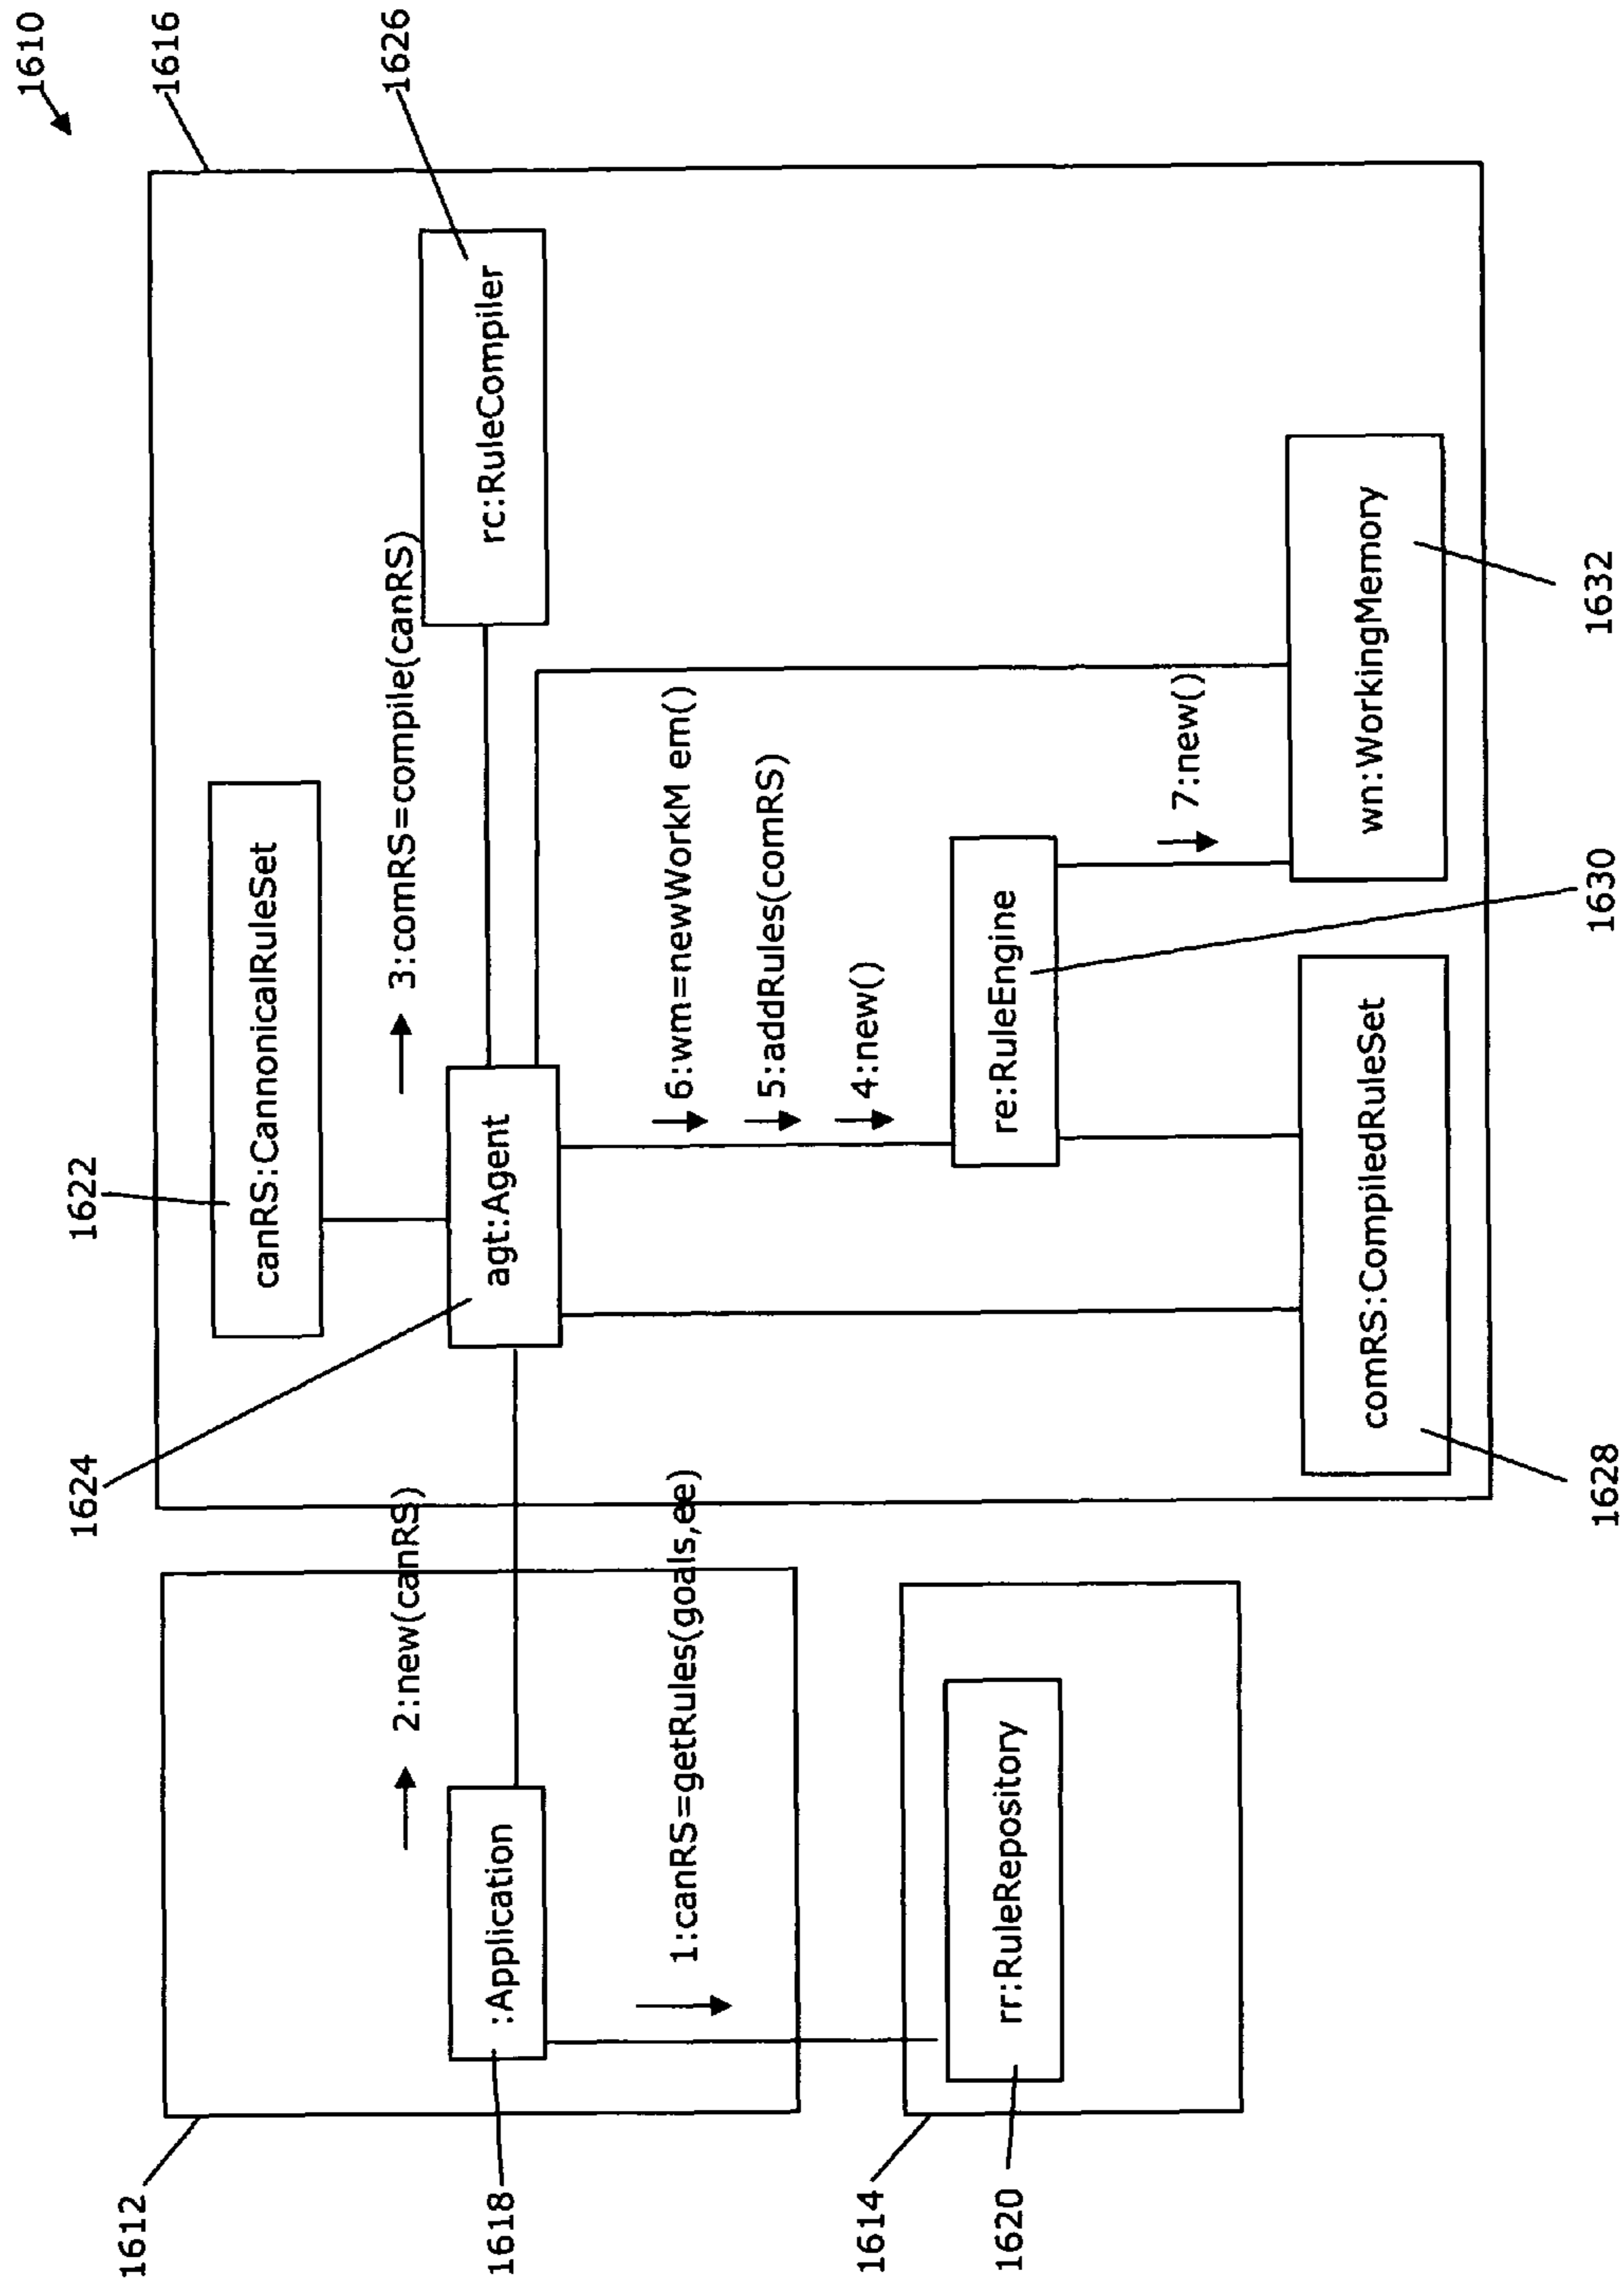 1610
1616
1626
1622
canRS:CannonicalRuleSet
3:comRS=compile(canRS)
rc:RuleCompiler
1624
agt:Agent
6:wm=newWorkM em()
5:addRules(comRS)
4:new()
re:RuleEngine
7:new()
1630
wn:WorkingMemory
1632
comRS:CompiledRuleSet
1628
2:new(canRS)
1:canRS=getRules(goals,ee)
:Application
1612
1618
rr:RuleRepository
1614
1620